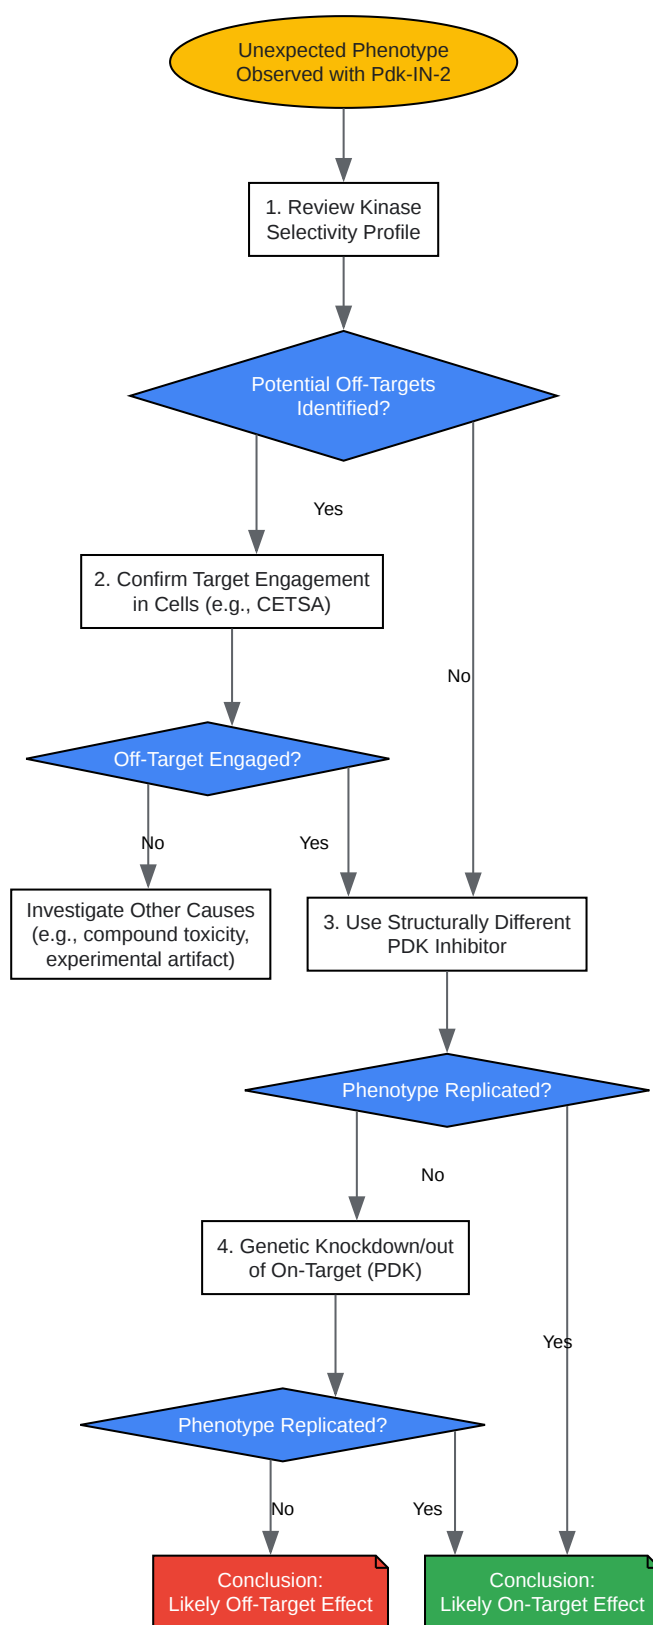 Unexpected Phenotype
Observed with Pdk-IN-2
1. Review Kinase
Selectivity Profile
Potential Off-Targets
Identified?
Yes
2. Confirm Target Engagement
in Cells (e.g., CETSA)
No
Off-Target Engaged?
No
Yes
Investigate Other Causes
(e.g., compound toxicity,
experimental artifact)
3. Use Structurally Different
PDK Inhibitor
Phenotype Replicated?
No
4. Genetic Knockdown/out
of On-Target (PDK)
Yes
Phenotype Replicated?
No
Yes
Conclusion:
Likely Off-Target Effect
Conclusion:
Likely On-Target Effect